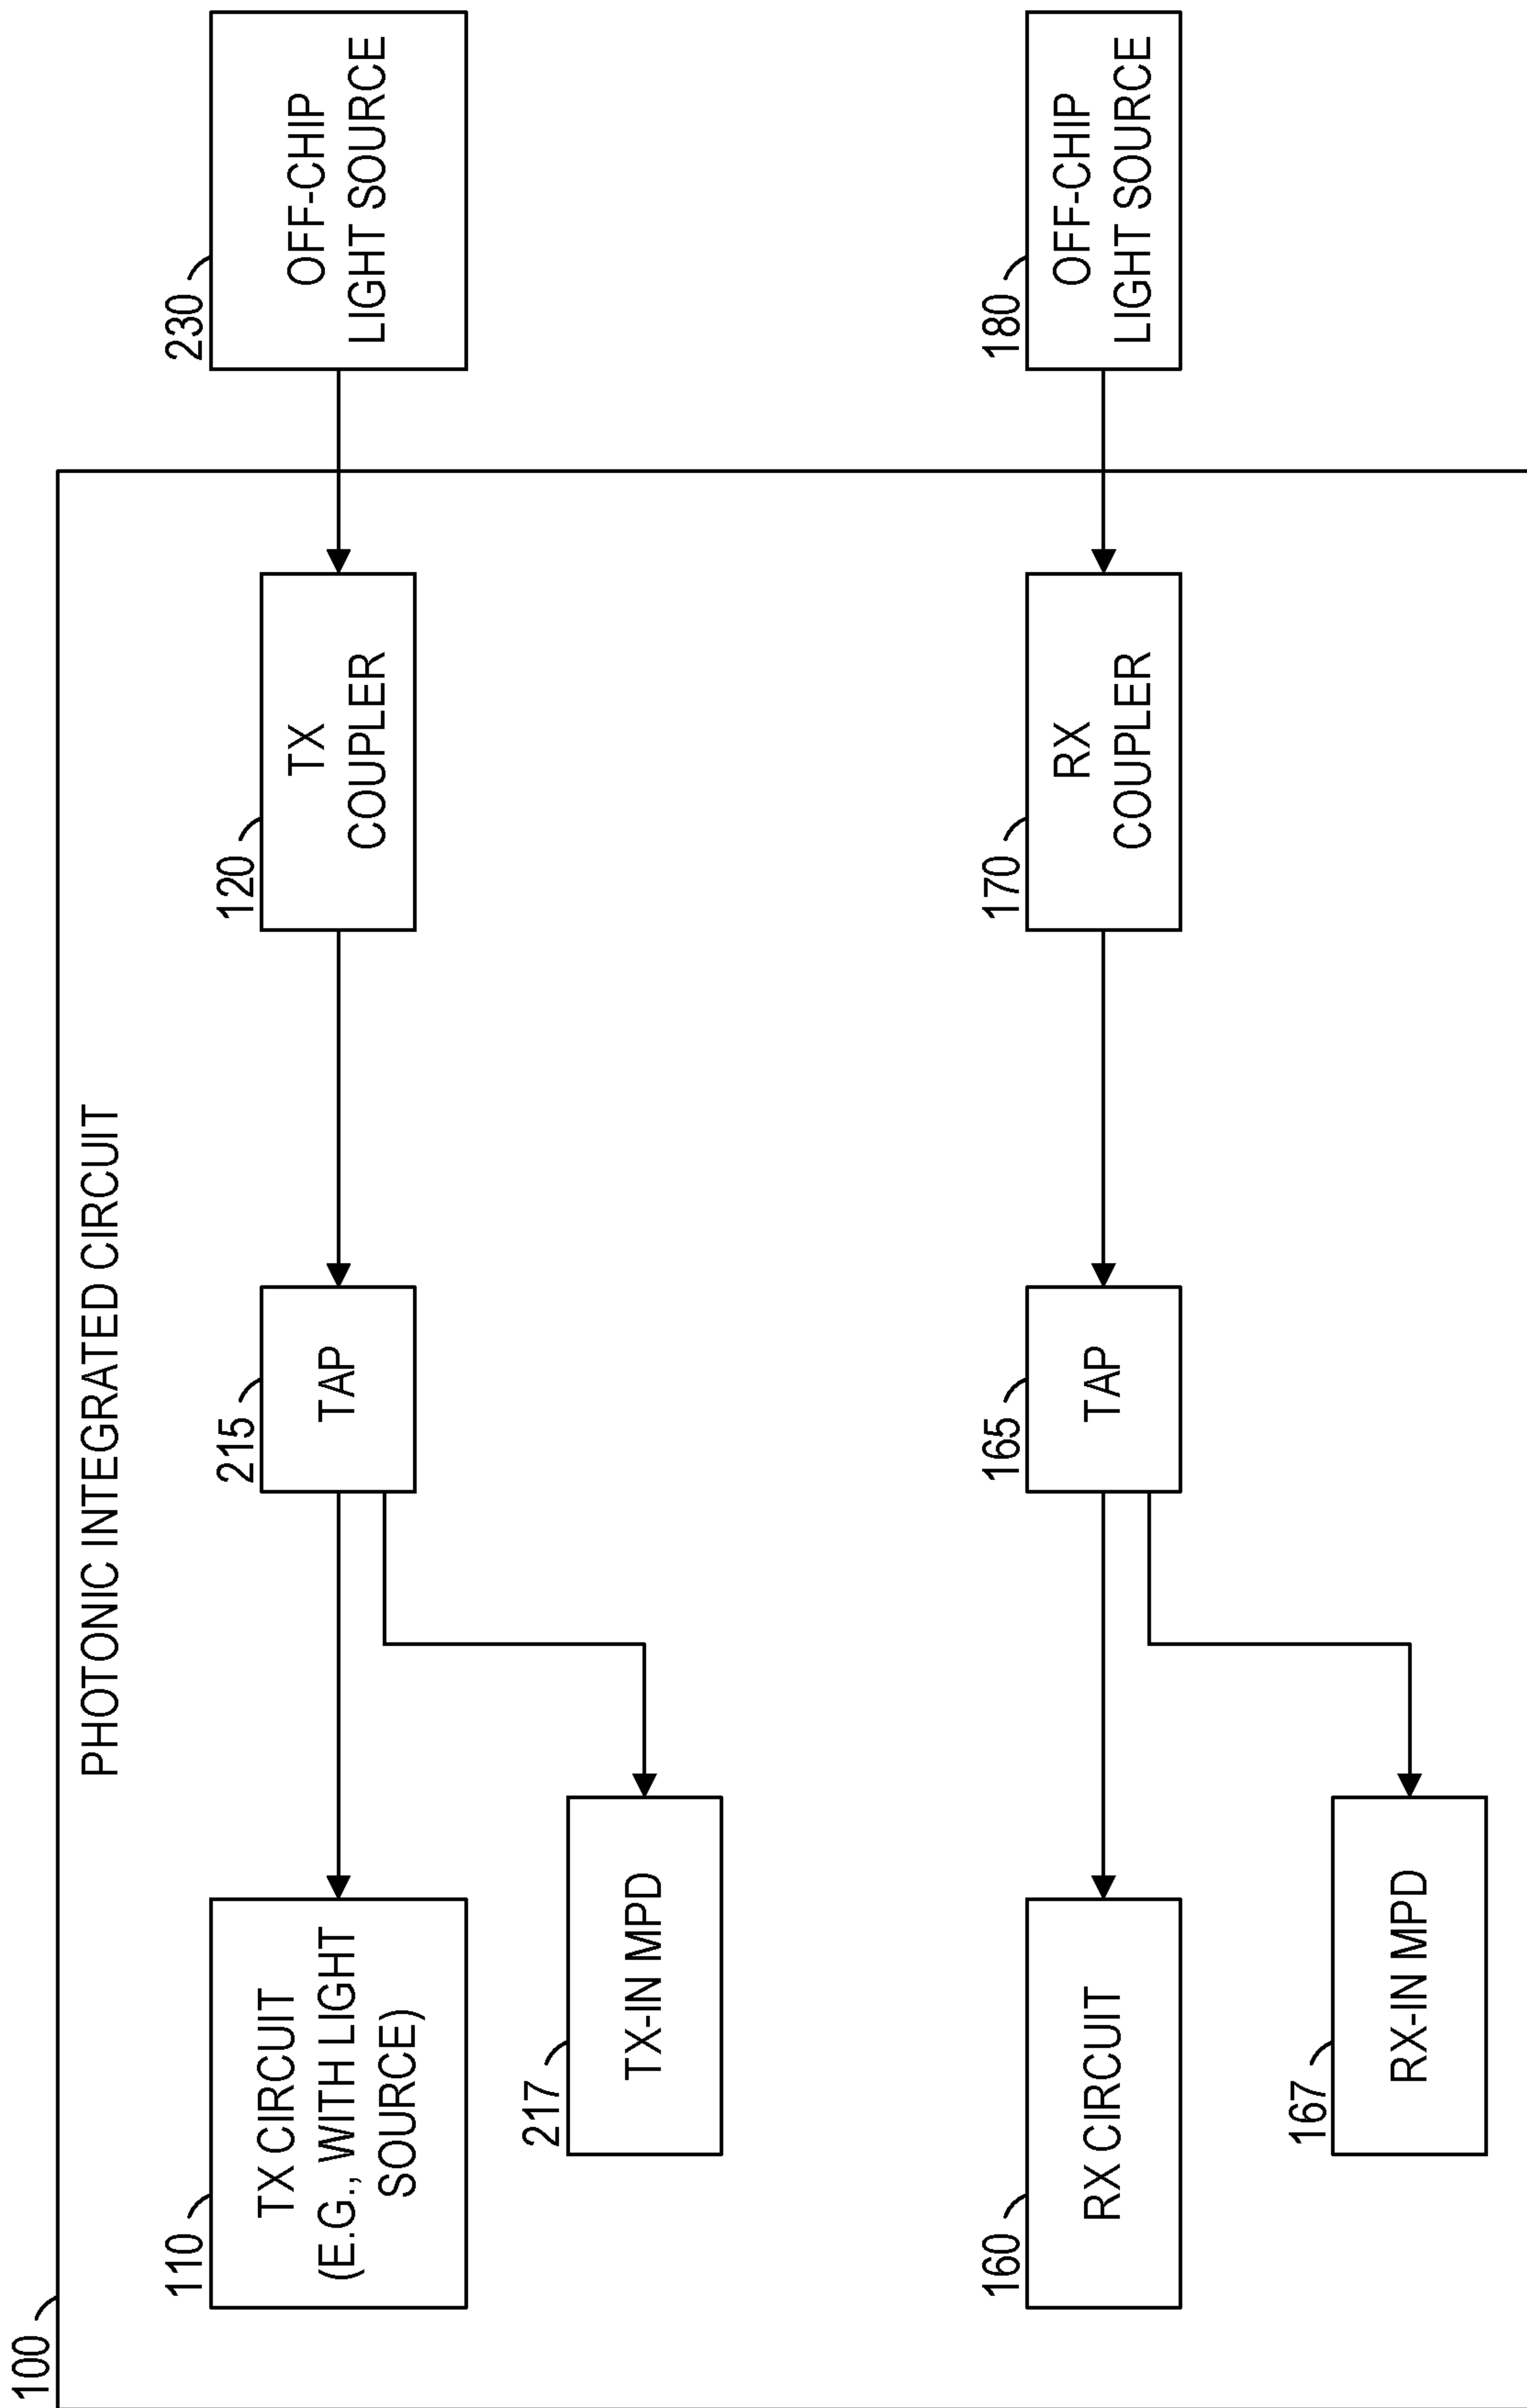 100
PHOTONIC INTEGRATED CIRCUIT
110
TX CIRCUIT
(E.G., WITH LIGHT
SOURCE)
215
TAP
120
TX
COUPLER
230
OFF-CHIP
LIGHT SOURCE
217
TX-IN MPD
160
RX CIRCUIT
165
TAP
170
RX
COUPLER
180
OFF-CHIP
LIGHT SOURCE
167
RX-IN MPD